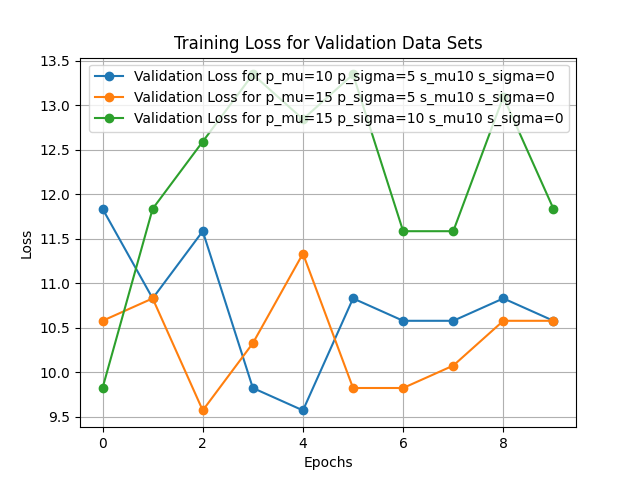 Training Loss for Validation Data Sets
Validation Loss for p_mu=10 p_sigma=5 s_mu10 s_sigma=0
Validation Loss for p_mu=15 p_sigma=5 s_mu10 s_sigma=0
Validation Loss for p_mu=15 p_sigma=10 s_mu10 s_sigma=0
13.5
13.0
12.5
12.0
11.5
11.0
10.5
10.0
9.5
Loss
0 2 4 6 8
Epochs